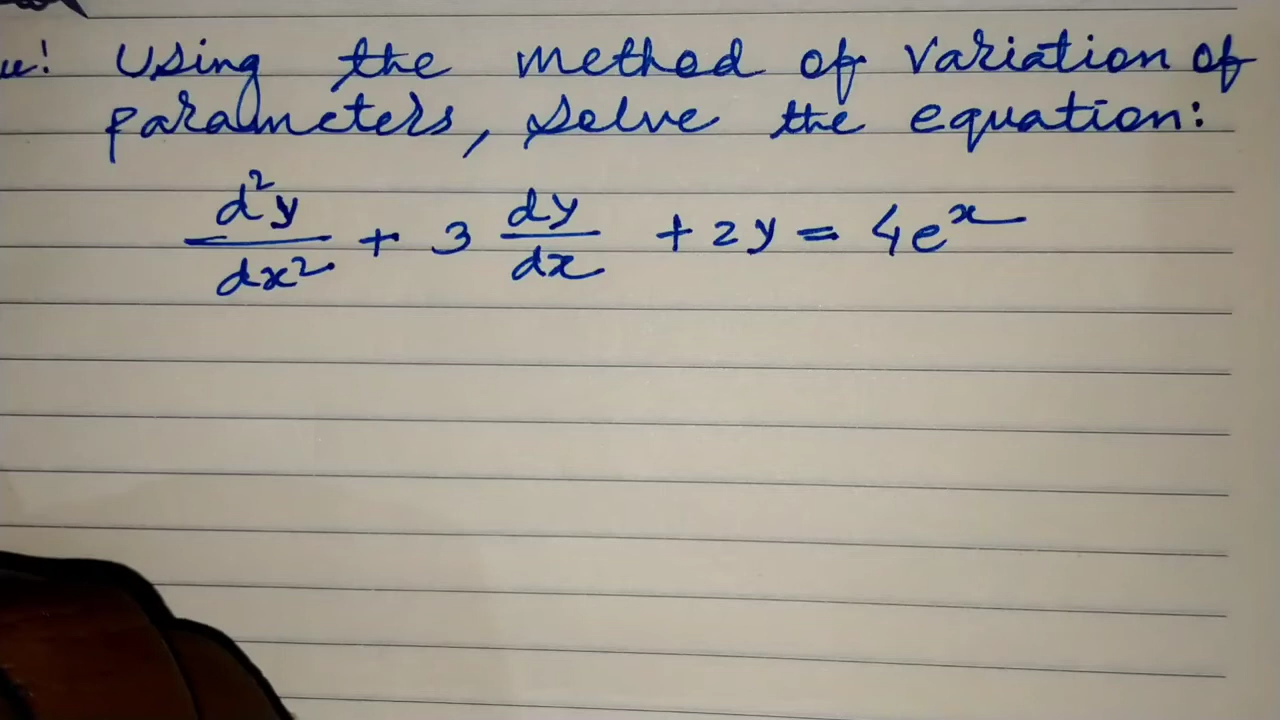 Using the method of variation of
parameters, solve the equation:
d²y/dx² + 3 dy/dx + 2y = 4eˣ